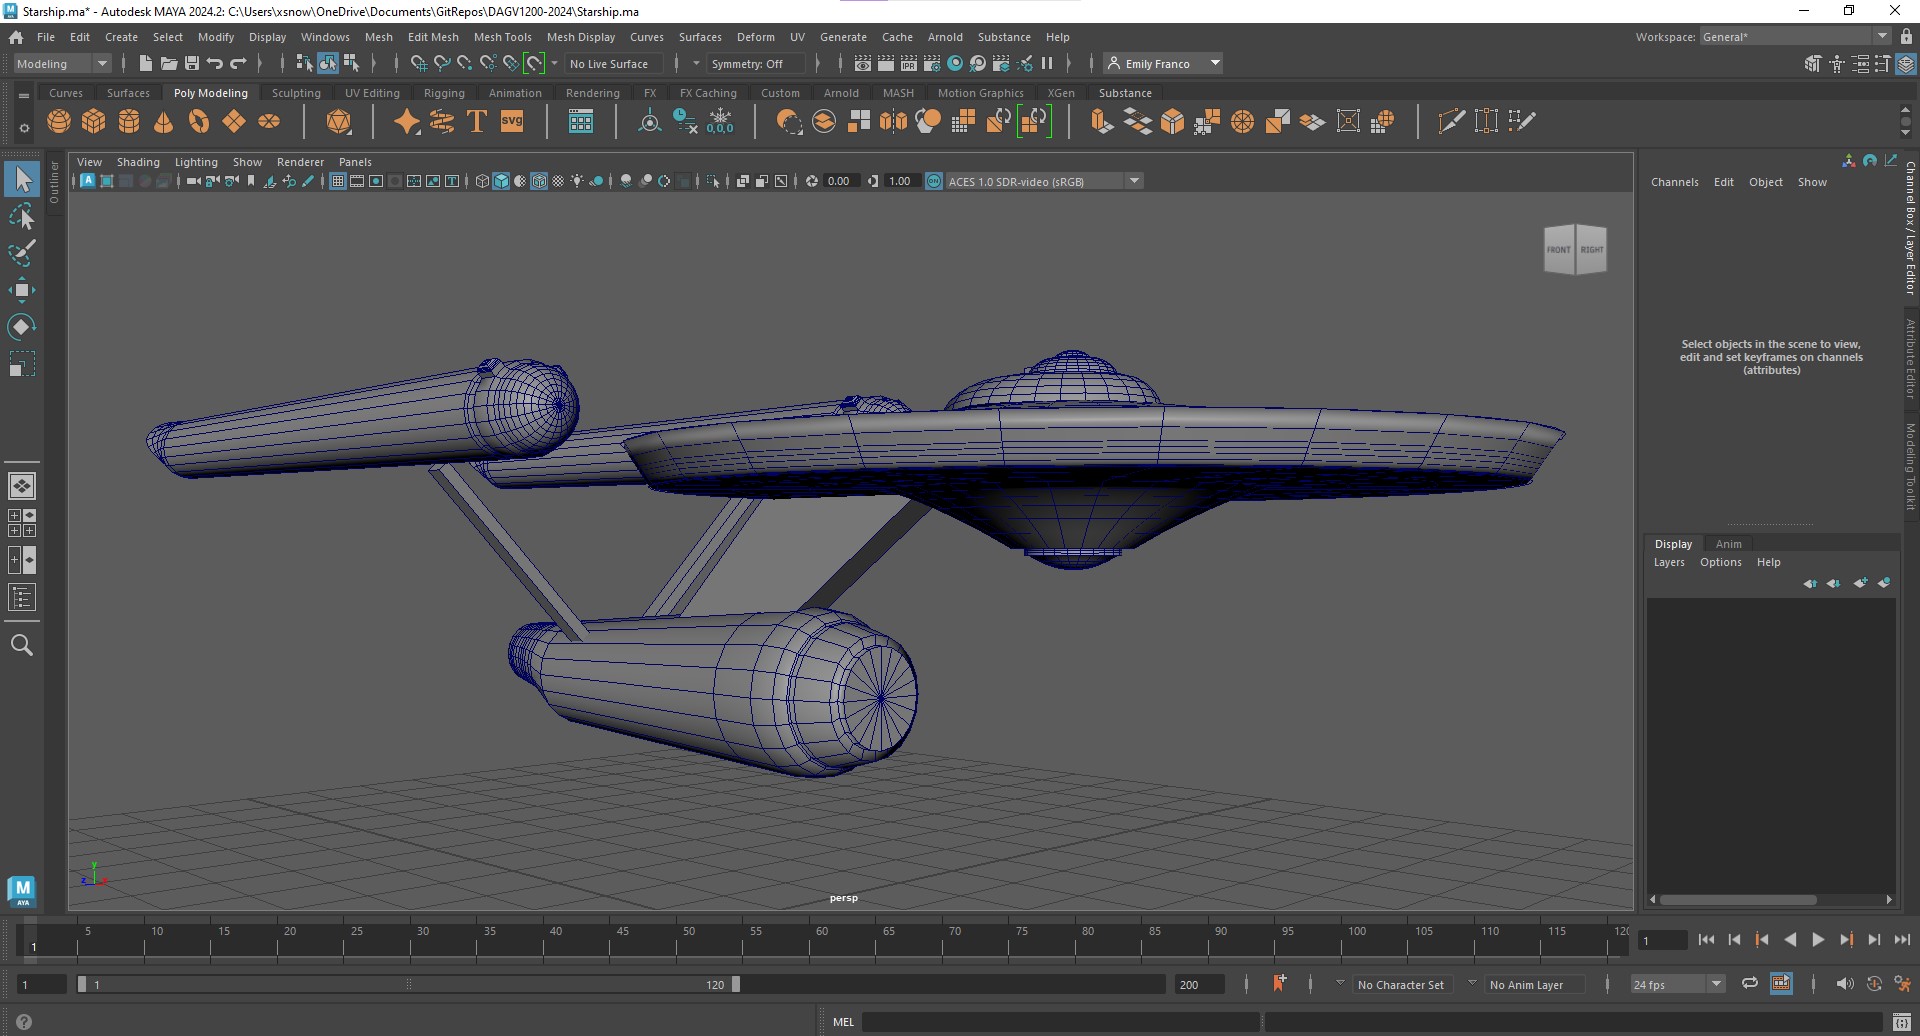 Starship.ma* - Autodesk MAYA 2024.2: C:\Users\xsnow\OneDrive\Documents\GitRepos\DAGV1200-2024\Starship.ma
File Edit Create Select Modify Display Windows Mesh Edit Mesh Mesh Tools Mesh Display Curves Surfaces Deform UV Generate Cache Arnold Substance Help Workspace: General*
Modeling No Live Surface Symmetry: Off IPR Emily Franco
Curves Surfaces Poly Modeling Sculpting UV Editing Rigging Animation Rendering FX FX Caching Custom Arnold MASH Motion Graphics XGen Substance
T SVG 0,0,0
Outliner
View Shading Lighting Show Renderer Panels
0.00 1.00 ON ACES 1.0 SDR-video (sRGB)
FRONT RIGHT
y
z x
persp
Channels Edit Object Show
Select objects in the scene to view,
edit and set keyframes on channels
(attributes)
Channel Box / Layer Editor
Attribute Editor
Modeling Toolkit
Display Anim
Layers Options Help
M
AYA
1 5 10 15 20 25 30 35 40 45 50 55 60 65 70 75 80 85 90 95 100 105 110 115 120 1
1 1 120 200 No Character Set No Anim Layer 24 fps
MEL